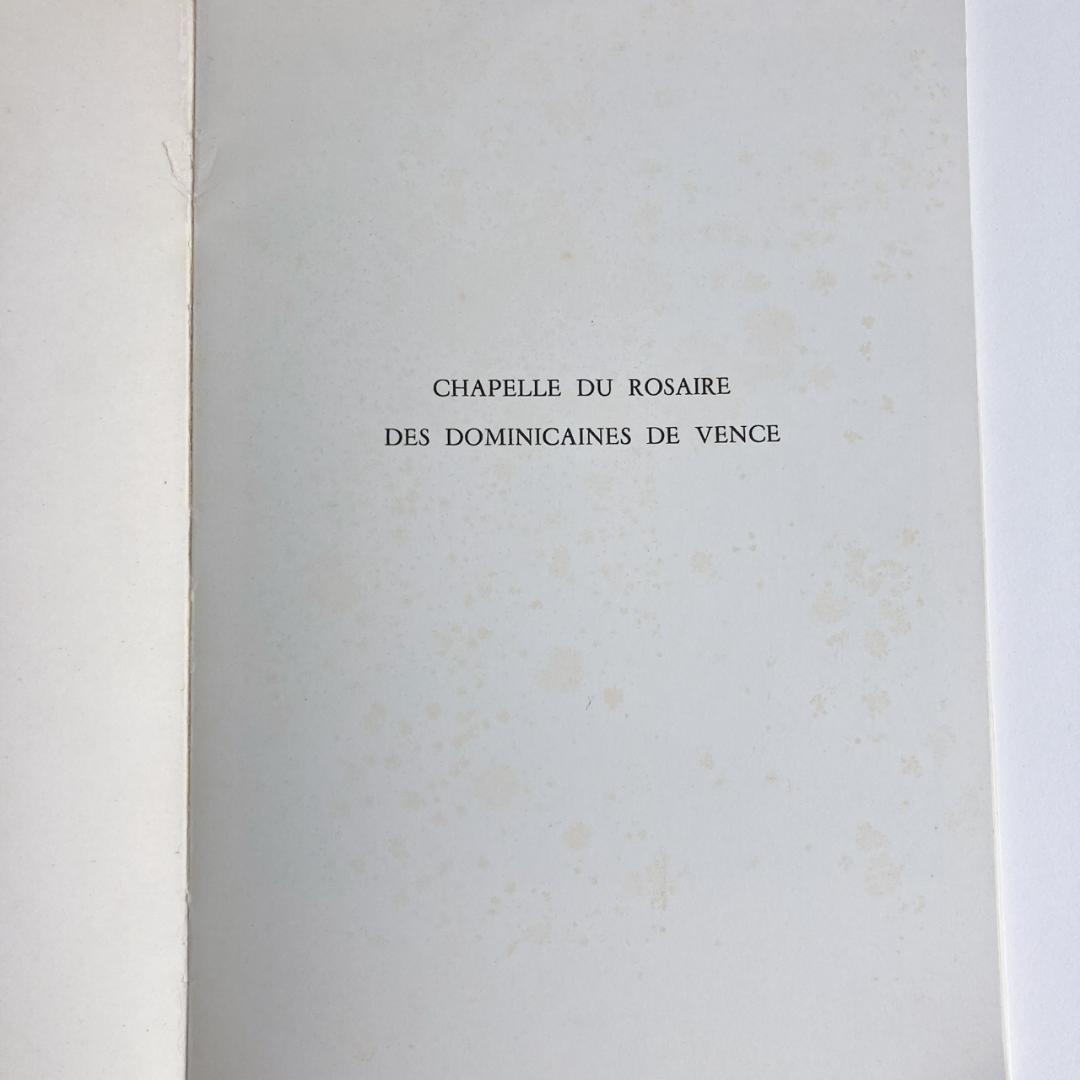 CHAPELLE DU ROSAIRE
DES DOMINICAINES DE VENCE